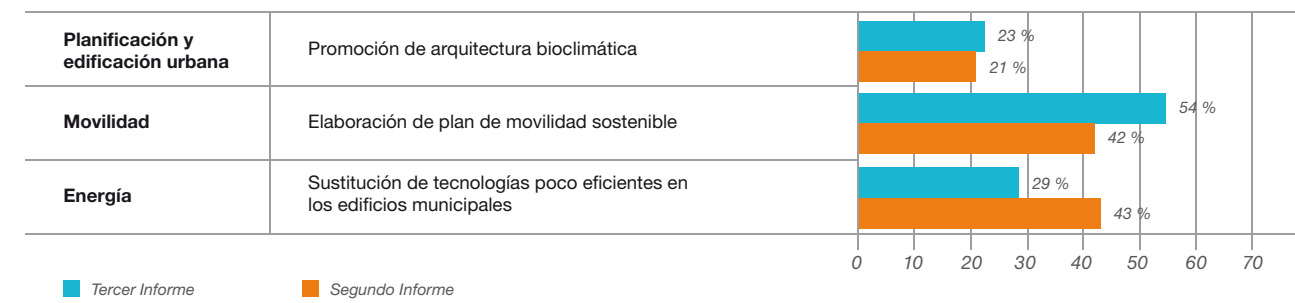 Planificación y
edificación urbana
Promoción de arquitectura bioclimática
23 %
21 %
Movilidad
Elaboración de plan de movilidad sostenible
54 %
42 %
Energía
Sustitución de tecnologías poco eficientes en
los edificios municipales
29 %
43 %
0 10 20 30 40 50 60 70
Tercer Informe
Segundo Informe